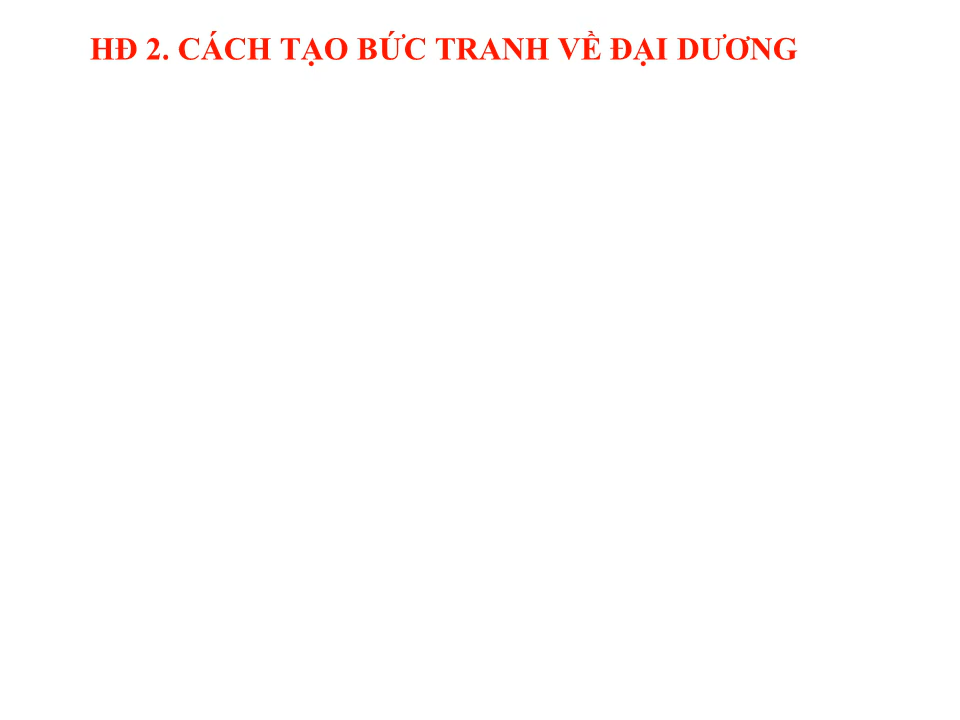 HĐ 2. CÁCH TẠO BỨC TRANH VỀ ĐẠI DƯƠNG